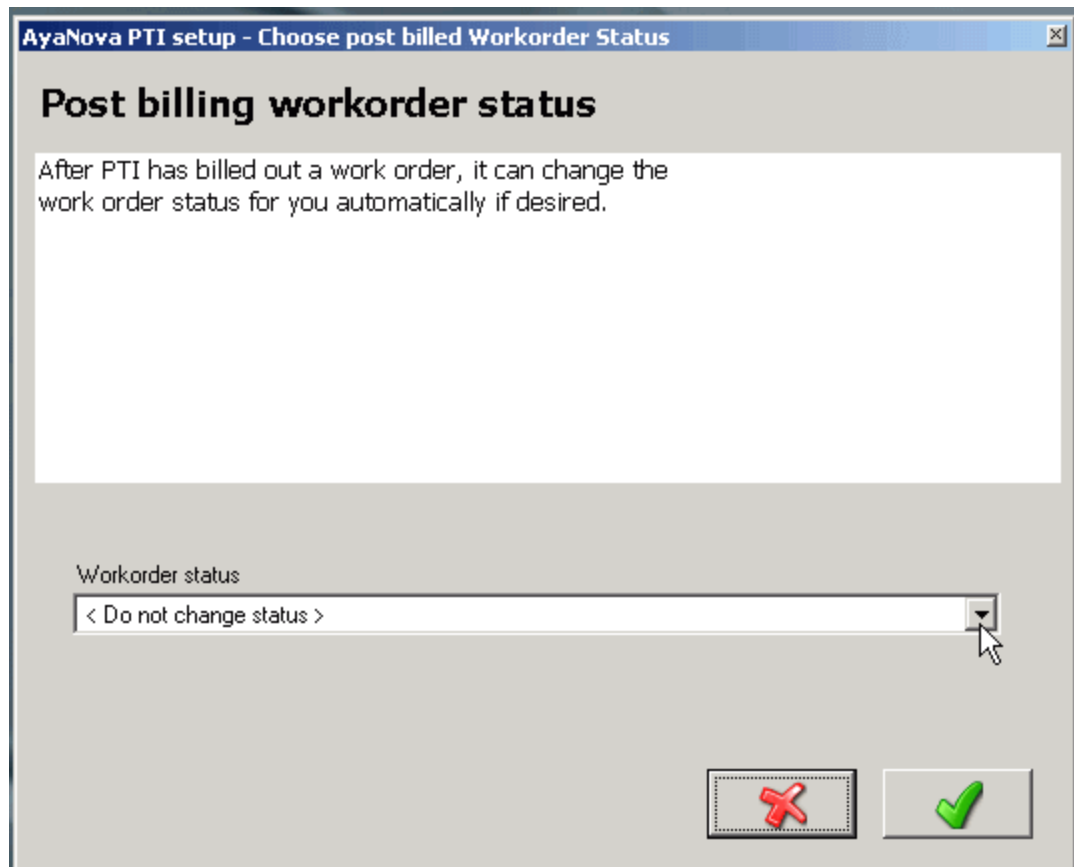 AyaNova PTI setup - Choose post billed Workorder Status
Post billing workorder status
After PTI has billed out a work order, it can change the
work order status for you automatically if desired.
Workorder status
< Do not change status >